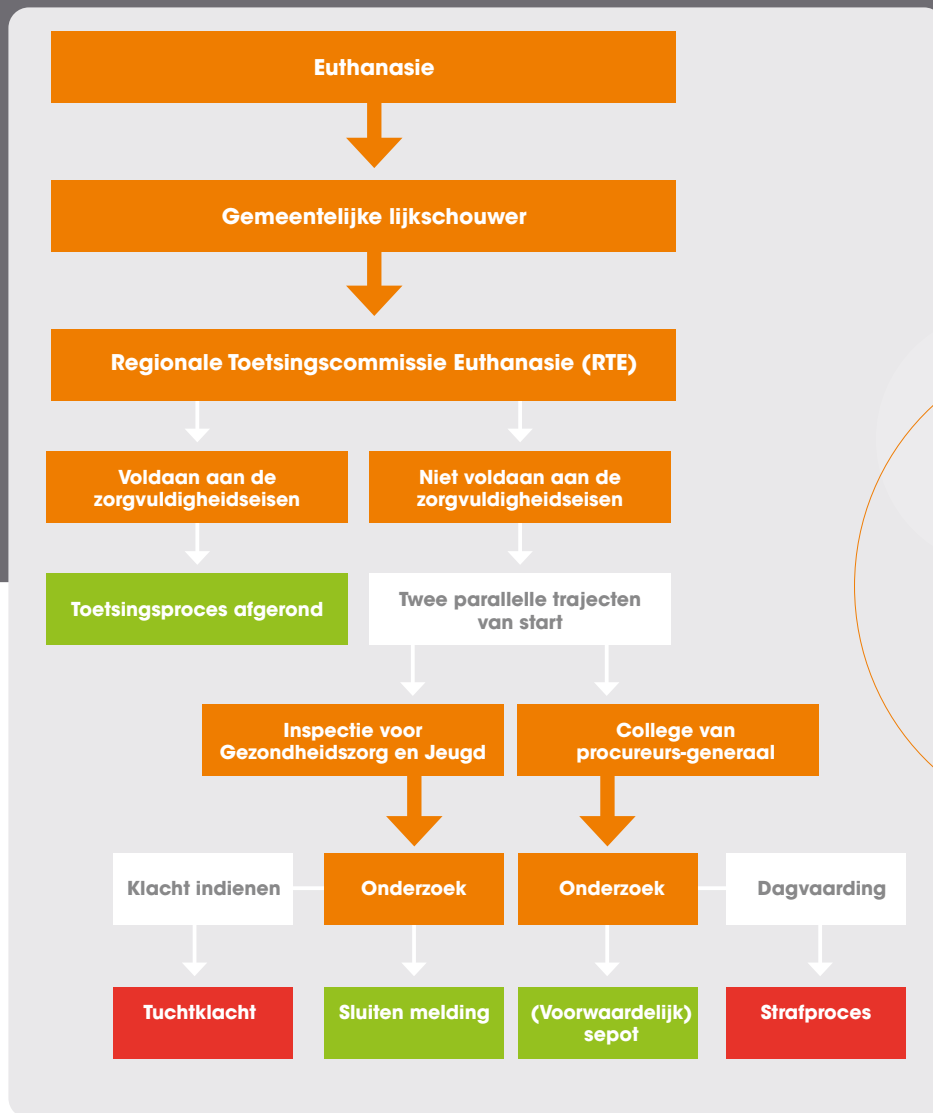 Euthanasie
Gemeentelijke lijkschouwer
Regionale Toetsingscommissie Euthanasie (RTE)
Voldaan aan de
zorgvuldigheidseisen
Niet voldaan aan de
zorgvuldigheidseisen
Toetsingsproces afgerond
Twee parallelle trajecten
van start
Inspectie voor
Gezondheidszorg en Jeugd
College van
procureurs-generaal
Klacht indienen
Onderzoek
Onderzoek
Dagvaarding
Tuchtklacht
Sluiten melding
(Voorwaardelijk)
sepot
Strafproces